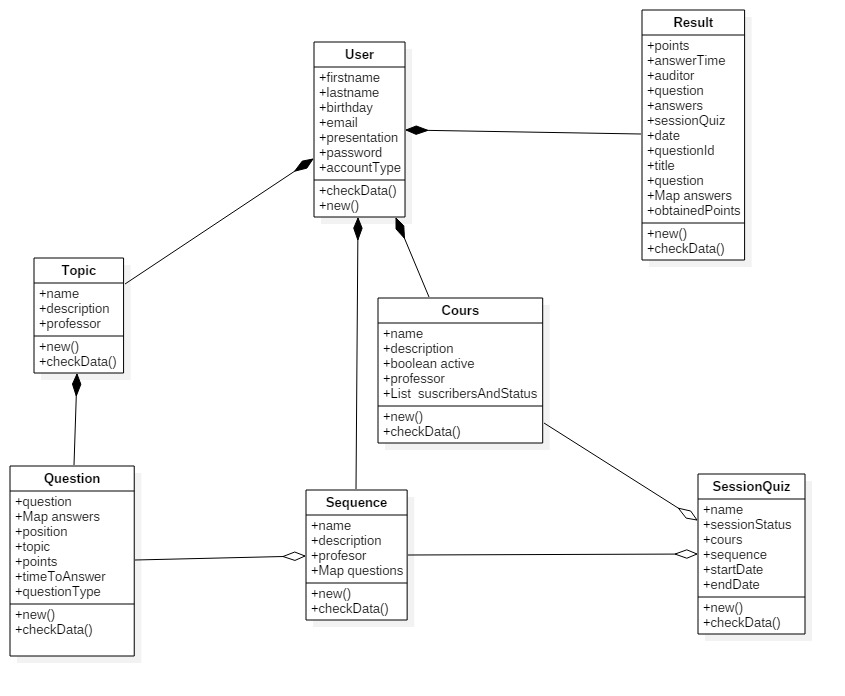 Result
+points
+answerTime
+auditor
+question
+answers
+sessionQuiz
+date
+questionId
+title
+question
+Map answers
+obtainedPoints
+new()
+checkData()
User
+firstname
+lastname
+birthday
+email
+presentation
+password
+accountType
+checkData()
+new()
Topic
+name
+description
+professor
+new()
+checkData()
Cours
+name
+description
+boolean active
+professor
+List  suscribersAndStatus
+new()
+checkData()
Question
+question
+Map answers
+position
+topic
+points
+timeToAnswer
+questionType
+new()
+checkData()
Sequence
+name
+description
+profesor
+Map questions
+new()
+checkData()
SessionQuiz
+name
+sessionStatus
+cours
+sequence
+startDate
+endDate
+new()
+checkData()